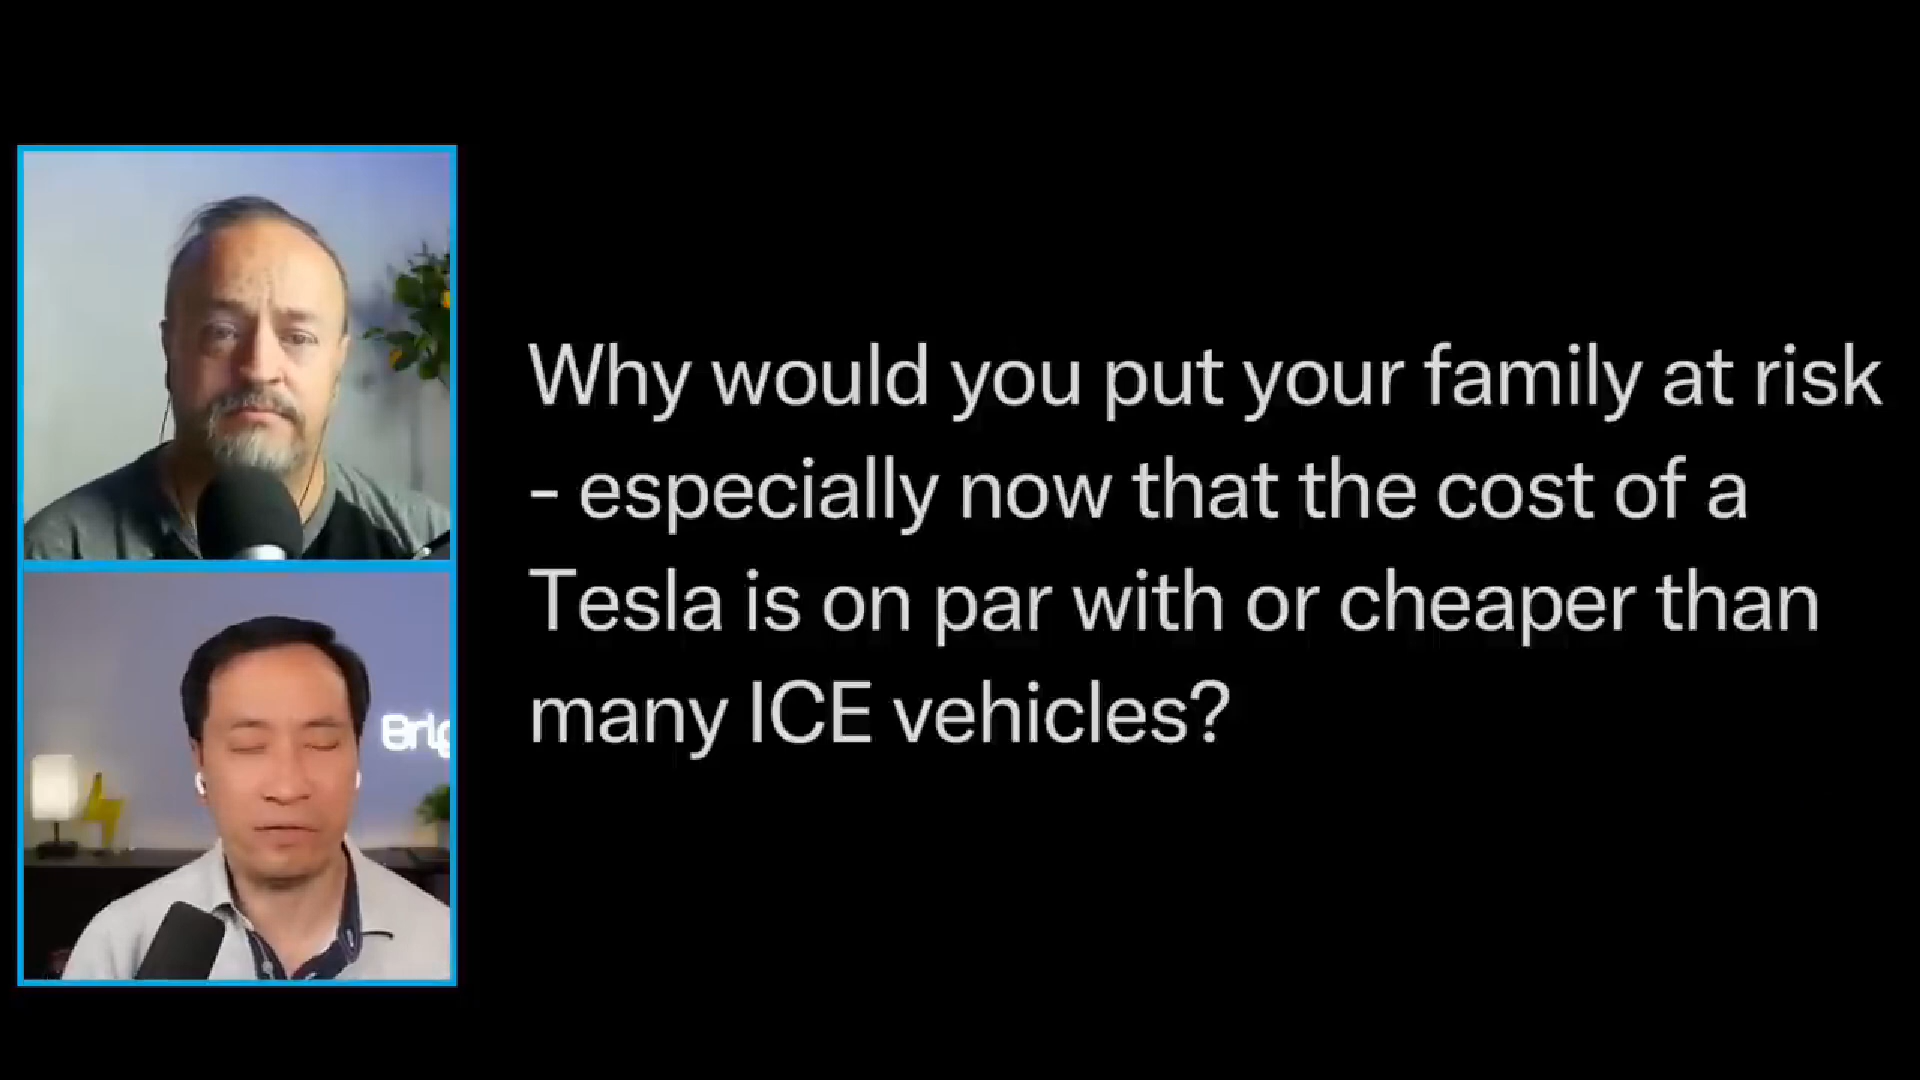 Why would you put your family at risk
- especially now that the cost of a
Tesla is on par with or cheaper than
many ICE vehicles?
Brig